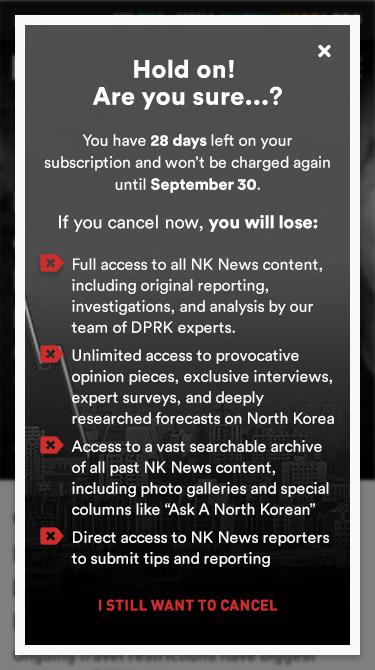 Hold on!
Are you sure...?
You have 28 days left on your
subscription and won't be charged again
until September 30.
If you cancel now, you will lose:
Full access to all NK News content,
including original reporting,
investigations, and analysis by our
team of DPRK experts.
Unlimited access to provocative
opinion pieces, exclusive interviews,
expert surveys, and deeply
researched forecasts on North Korea
Access to a vast searchable archive
of all past NK News content,
including photo galleries and special
columns like “Ask A North Korean”
Direct access to NK News reporters
to submit tips and reporting
I STILL WANT TO CANCEL